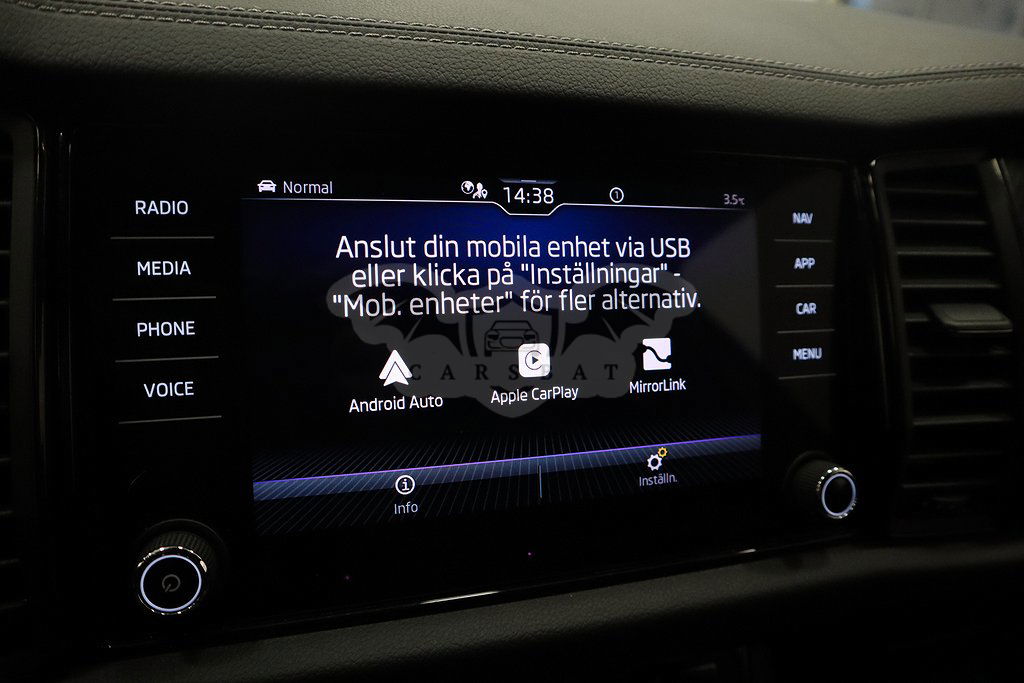 RADIO
MEDIA
PHONE
VOICE
Normal
14:38
3.5°C
Anslut din mobila enhet via USB
eller klicka på "Inställningar" -
"Mob. enheter" för fler alternativ.
CARSEAT
Android Auto
Apple CarPlay
MirrorLink
Info
Inställn.
NAV
APP
CAR
MENU